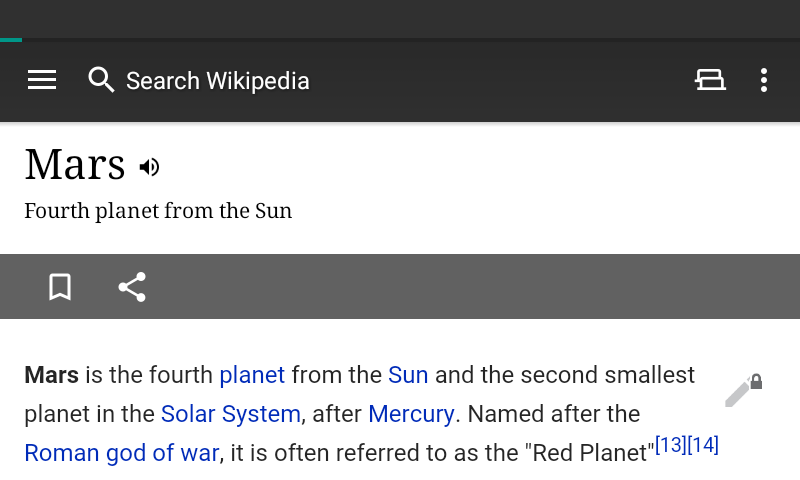 Search Wikipedia
Mars
Fourth planet from the Sun
Mars is the fourth planet from the Sun and the second smallest
planet in the Solar System, after Mercury. Named after the
Roman god of war, it is often referred to as the "Red Planet"[13][14]